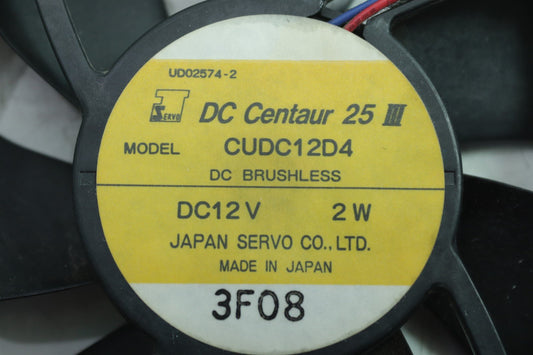 UD02574-2
SERVO DC Centaur 25 III
MODEL CUDC12D4
DC BRUSHLESS
DC12V 2W
JAPAN SERVO CO.,LTD.
MADE IN JAPAN
3F08